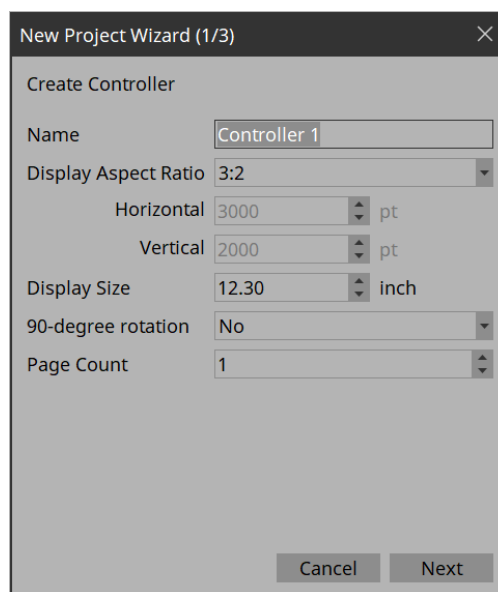 New Project Wizard (1/3)
Create Controller
Name Controller 1
Display Aspect Ratio 3:2
Horizontal 3000 pt
Vertical 2000 pt
Display Size 12.30 inch
90-degree rotation No
Page Count 1
Cancel Next